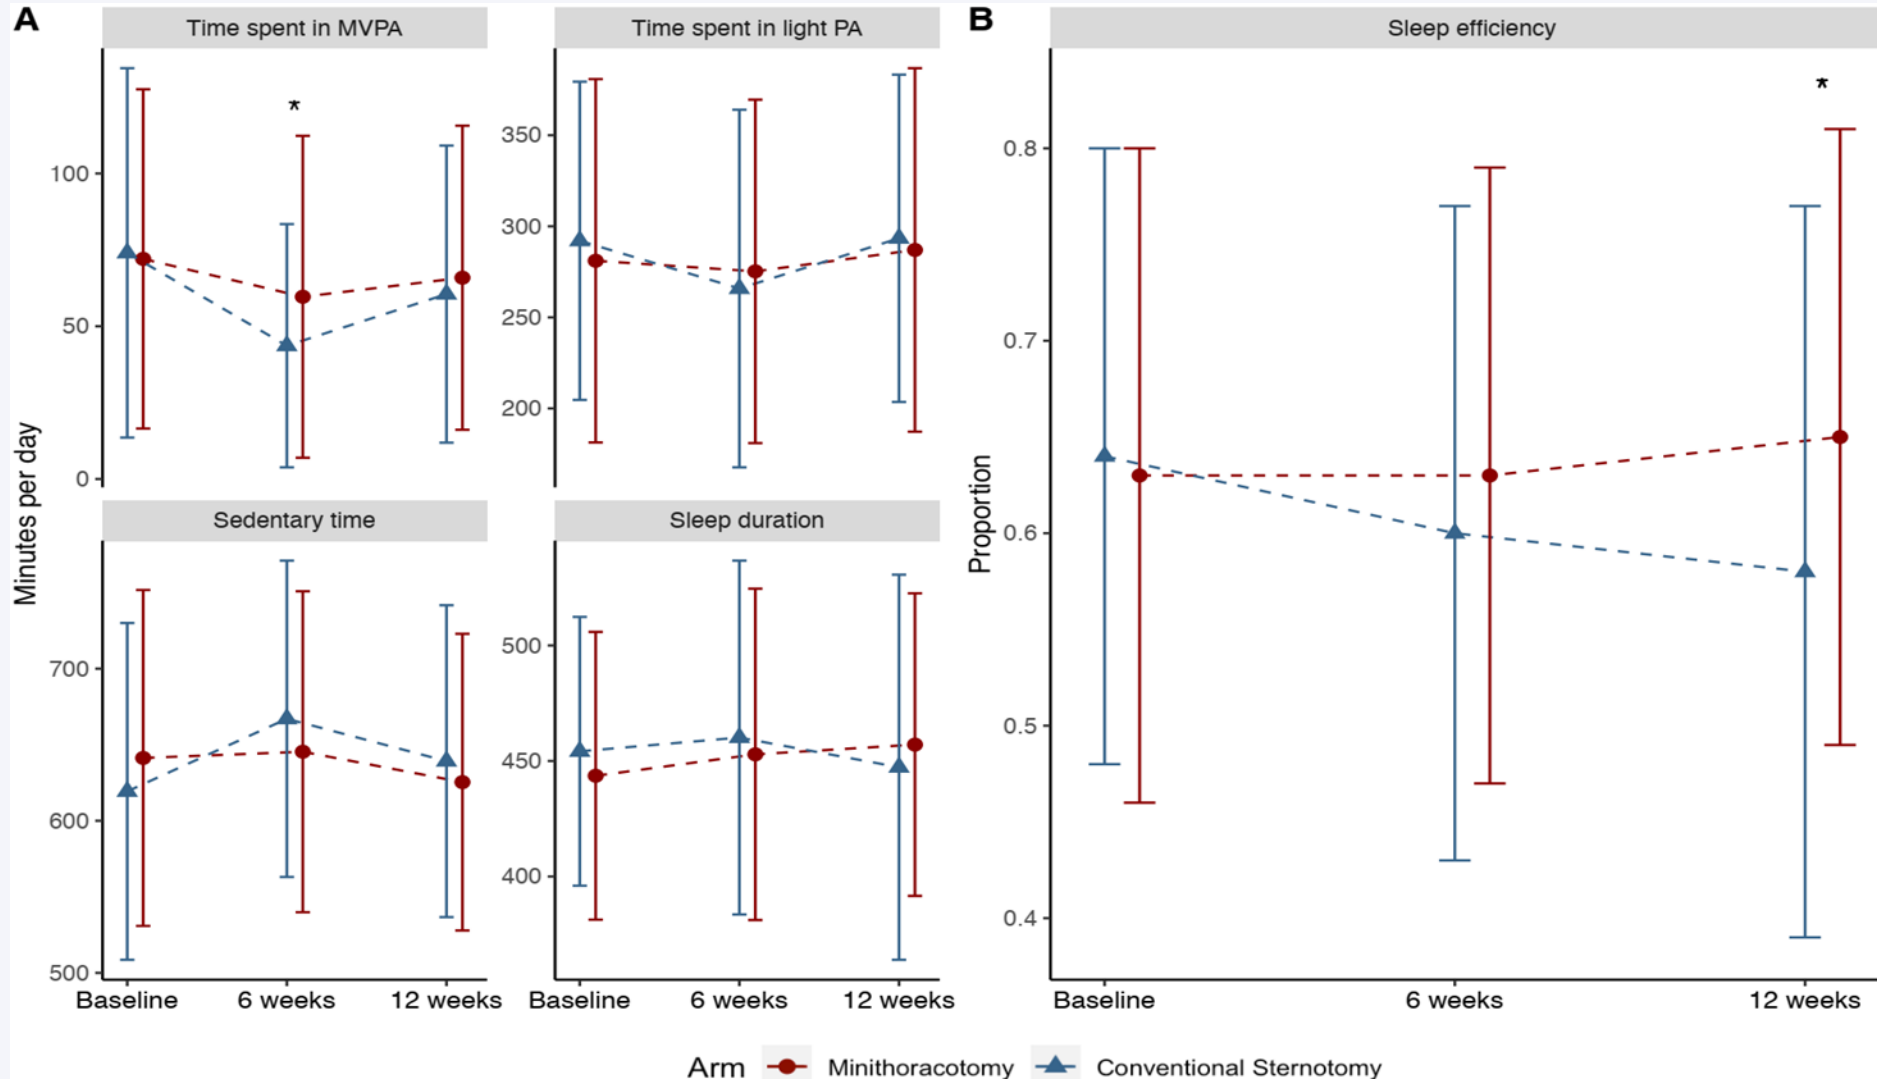 A
B
Time spent in MVPA
Time spent in light PA
Sleep efficiency
*
*
100
50
0
350
300
250
200
0.8
0.7
0.6
0.5
0.4
Minutes per day
Proportion
Sedentary time
Sleep duration
700
600
500
500
450
400
Baseline 6 weeks 12 weeks
Baseline 6 weeks 12 weeks
Baseline 6 weeks 12 weeks
Arm Minithoracotomy Conventional Sternotomy